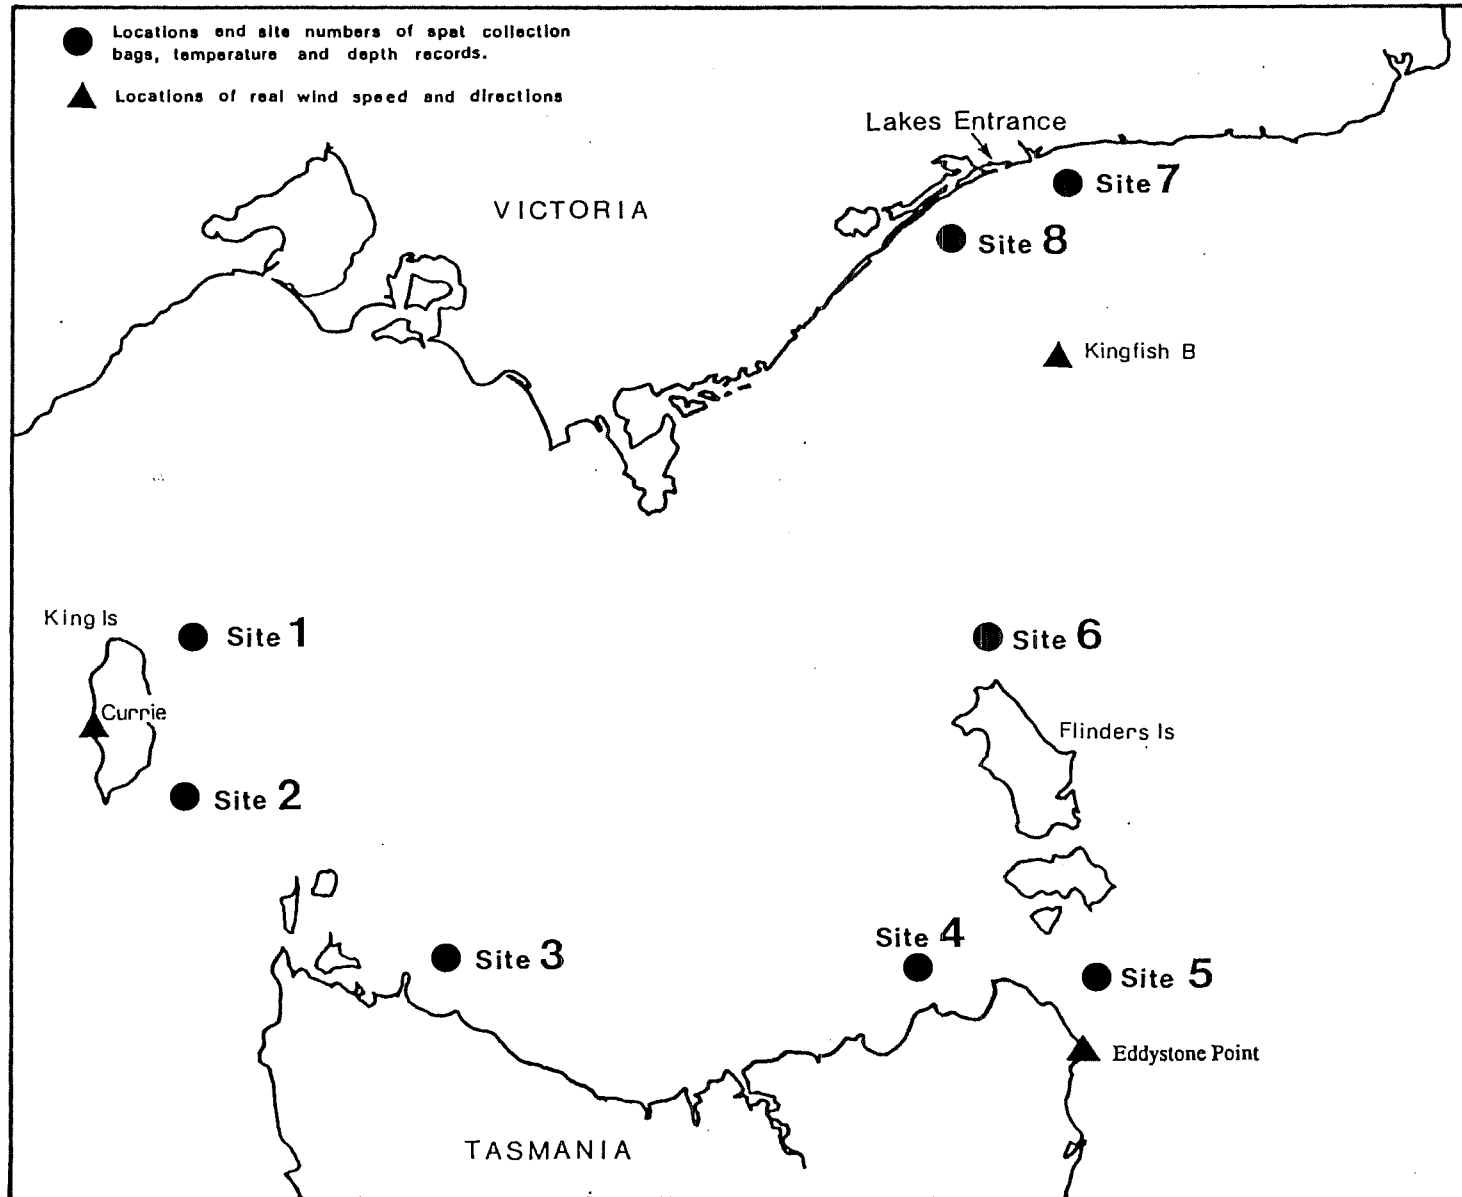 Locations and site numbers of spat collection
bags, temperature and depth records.
Locations of real wind speed and directions
Lakes Entrance
Site 7
VICTORIA
Site 8
Kingfish B
King Is
Site 1
Site 6
Currie
Flinders Is
Site 2
Site 4
Site 3
Site 5
Eddystone Point
TASMANIA